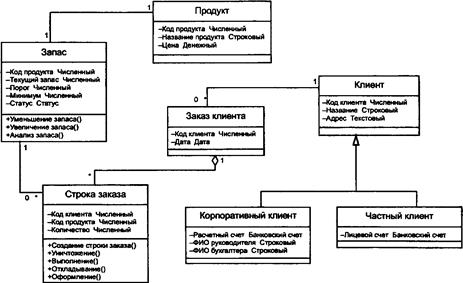 Продукт
–Код продукта Численный
–Название продукта Строковый
–Цена Денежный
1
1
Запас
–Код продукта Численный
–Текущий запас Численный
–Порог Численный
–Минимум Численный
–Статус Статус
+Уменьшение запаса()
+Увеличение запаса()
+Анализ запаса()
1
0 *
Заказ клиента
–Код клиента Численный
–Дата Дата
0 *
1
1
*
Клиент
–Код клиента Численный
–Название Строковый
–Адрес Текстовый
Строка заказа
–Код клиента Численный
–Код продукта Численный
–Количество Численный
+Создание строки заказа()
+Уничтожение()
+Выполнение()
+Откладывание()
+Оформление()
Корпоративный клиент
–Расчетный счет Банковский счет
–ФИО руководителя Строковый
–ФИО бухгалтера Строковый
Частный клиент
–Лицевой счет Банковский счет